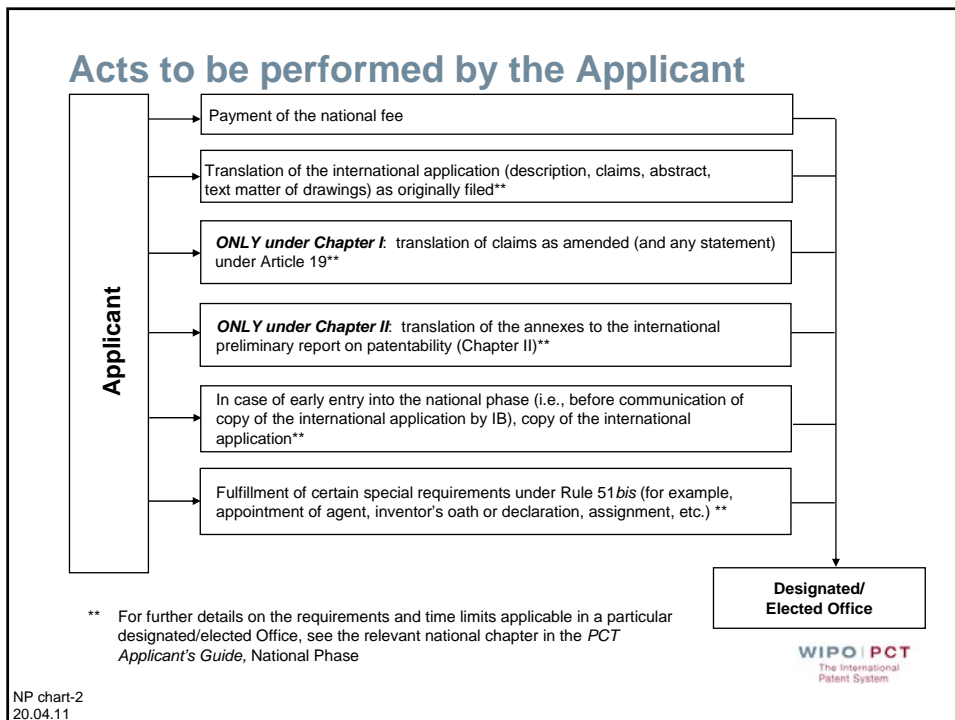 Acts to be performed by the Applicant
Applicant
Payment of the national fee
Translation of the international application (description, claims, abstract,
text matter of drawings) as originally filed**
ONLY under Chapter I:  translation of claims as amended (and any statement)
under Article 19**
ONLY under Chapter II:  translation of the annexes to the international
preliminary report on patentability (Chapter II)**
In case of early entry into the national phase (i.e., before communication of
copy of the international application by IB), copy of the international
application**
Fulfillment of certain special requirements under Rule 51bis (for example,
appointment of agent, inventor's oath or declaration, assignment, etc.) **
Designated/
Elected Office
** For further details on the requirements and time limits applicable in a particular
designated/elected Office, see the relevant national chapter in the PCT
Applicant's Guide, National Phase
WIPO|PCT
The International
Patent System
NP chart-2
20.04.11